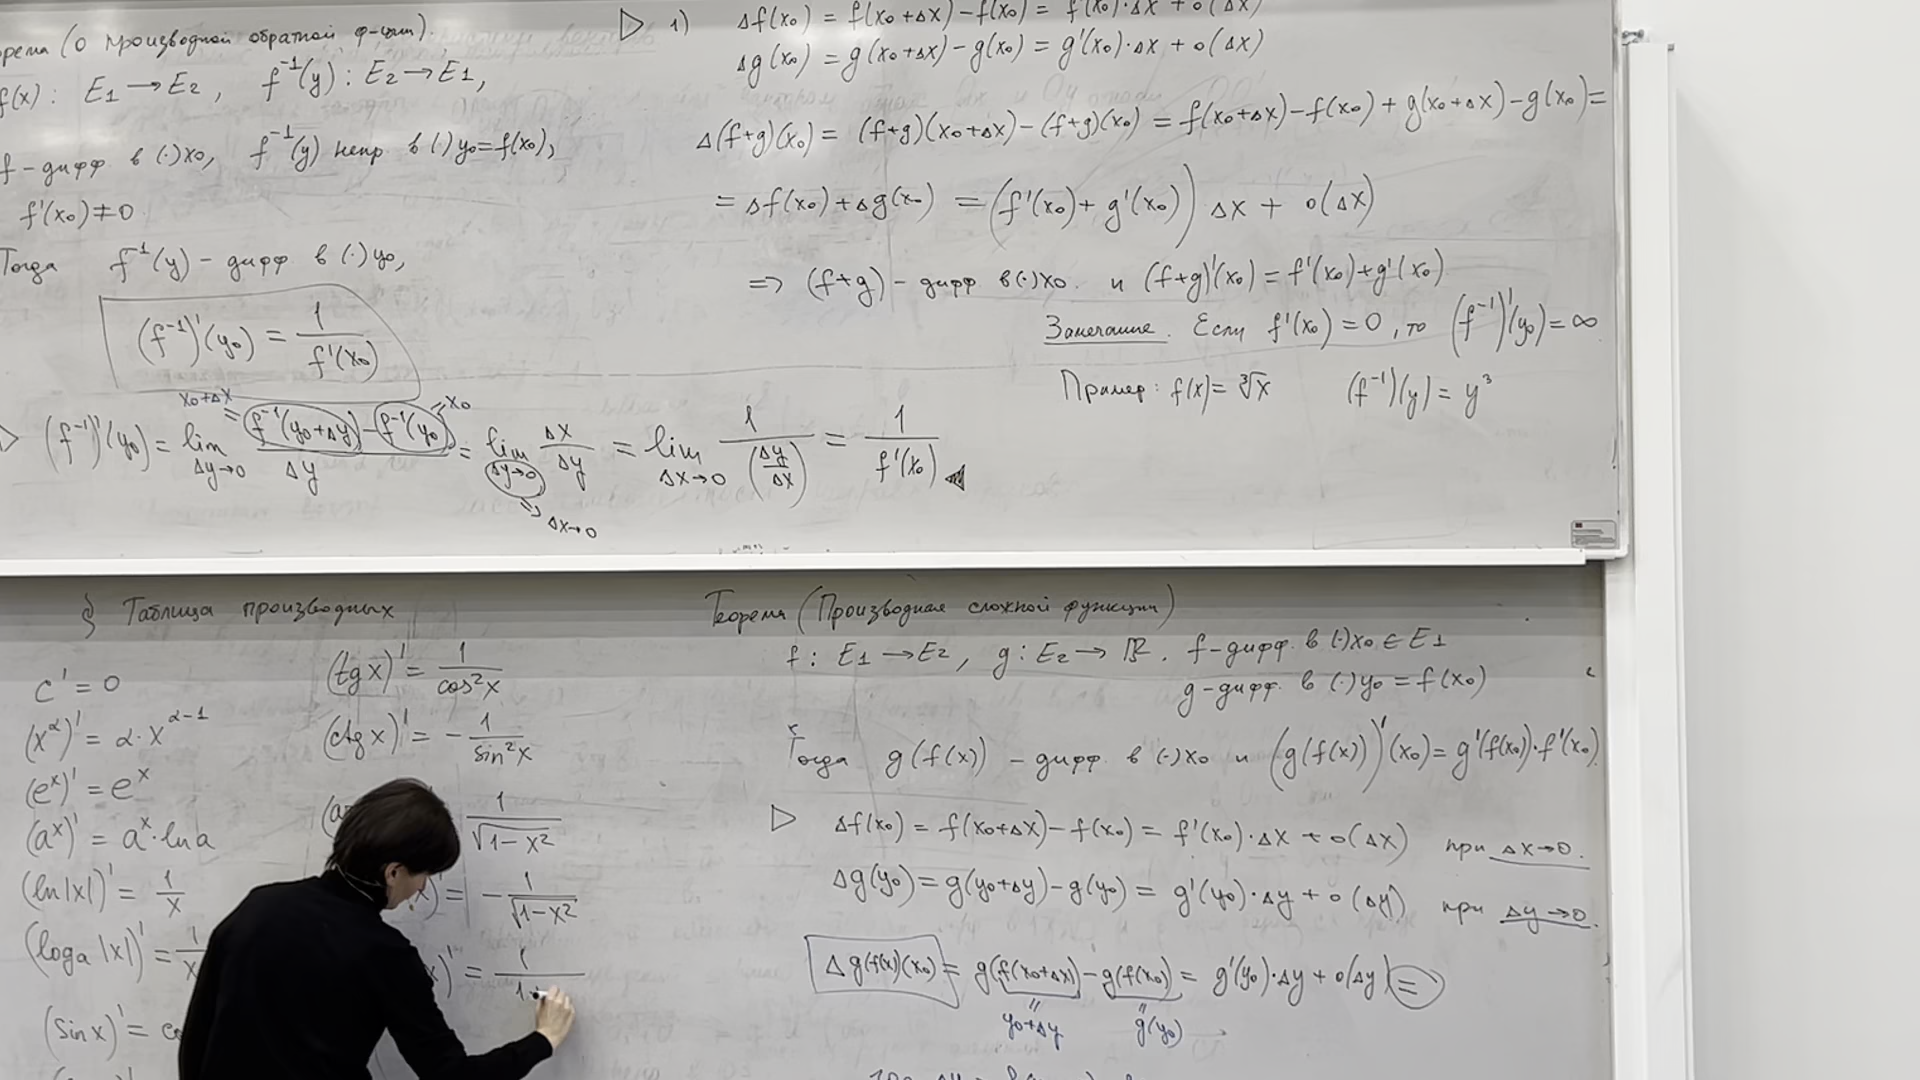 (о производной обратной ф-ции).
f(x): E₁ → E₂, f⁻¹(y): E₂ → E₁,
f - дифф в (·)x₀, f⁻¹(y) непр в (·)y₀=f(x₀),
f'(x₀)≠0
Тогда f⁻¹(y) - дифф в (·)y₀,
(f⁻¹)'(y₀) = 1/f'(x₀)
x₀+Δx = = x₀
(f⁻¹)'(y₀) = lim Δy→0 (f⁻¹(y₀+Δy) - f⁻¹(y₀))/Δy = lim Δy→0 Δx/Δy = lim Δx→0 1/(Δy/Δx) = 1/f'(x₀)
=> Δx→0
1) Δf(x₀) = f(x₀+Δx)-f(x₀) = f'(x₀)·Δx + o(Δx)
Δg(x₀) = g(x₀+Δx)-g(x₀) = g'(x₀)·Δx + o(Δx)
Δ(f+g)(x₀) = (f+g)(x₀+Δx)-(f+g)(x₀) = f(x₀+Δx)-f(x₀) + g(x₀+Δx)-g(x₀) =
= Δf(x₀)+Δg(x₀) = (f'(x₀)+g'(x₀)) Δx + o(Δx)
=> (f+g) - дифф в (·)x₀ и (f+g)'(x₀) = f'(x₀)+g'(x₀)
Замечание. Если f'(x₀) = 0, то (f⁻¹)'(y₀) = ∞
Пример: f(x) = ∛x (f⁻¹)(y) = y³
§ Таблица производных
c' = 0
(x^α)' = α·x^(α-1)
(eˣ)' = eˣ
(aˣ)' = aˣ·ln a
(ln|x|)' = 1/x
(logₐ|x|)' = 1/x
(sin x)' = co
(tg x)' = 1/cos²x
(ctg x)' = - 1/sin²x
(a 1/√(1-x²)
x)' = - 1/√(1-x²)
x)' = 1/1+
Теорема (Производная сложной функции)
f: E₁ → E₂, g: E₂ → ℝ. f-дифф. в (·)x₀ ∈ E₁
g-дифф. в (·)y₀ = f(x₀)
Тогда g(f(x)) - дифф в (·)x₀ и (g(f(x)))'(x₀) = g'(f(x₀))·f'(x₀).
Δf(x₀) = f(x₀+Δx)-f(x₀) = f'(x₀)·Δx + o(Δx) при Δx→0.
Δg(y₀) = g(y₀+Δy)-g(y₀) = g'(y₀)·Δy + o(Δy) при Δy→0.
Δg(f(x))(x₀) = g(f(x₀+Δx))-g(f(x₀)) = g'(y₀)·Δy + o(Δy) =
y₀+Δy g(y₀)